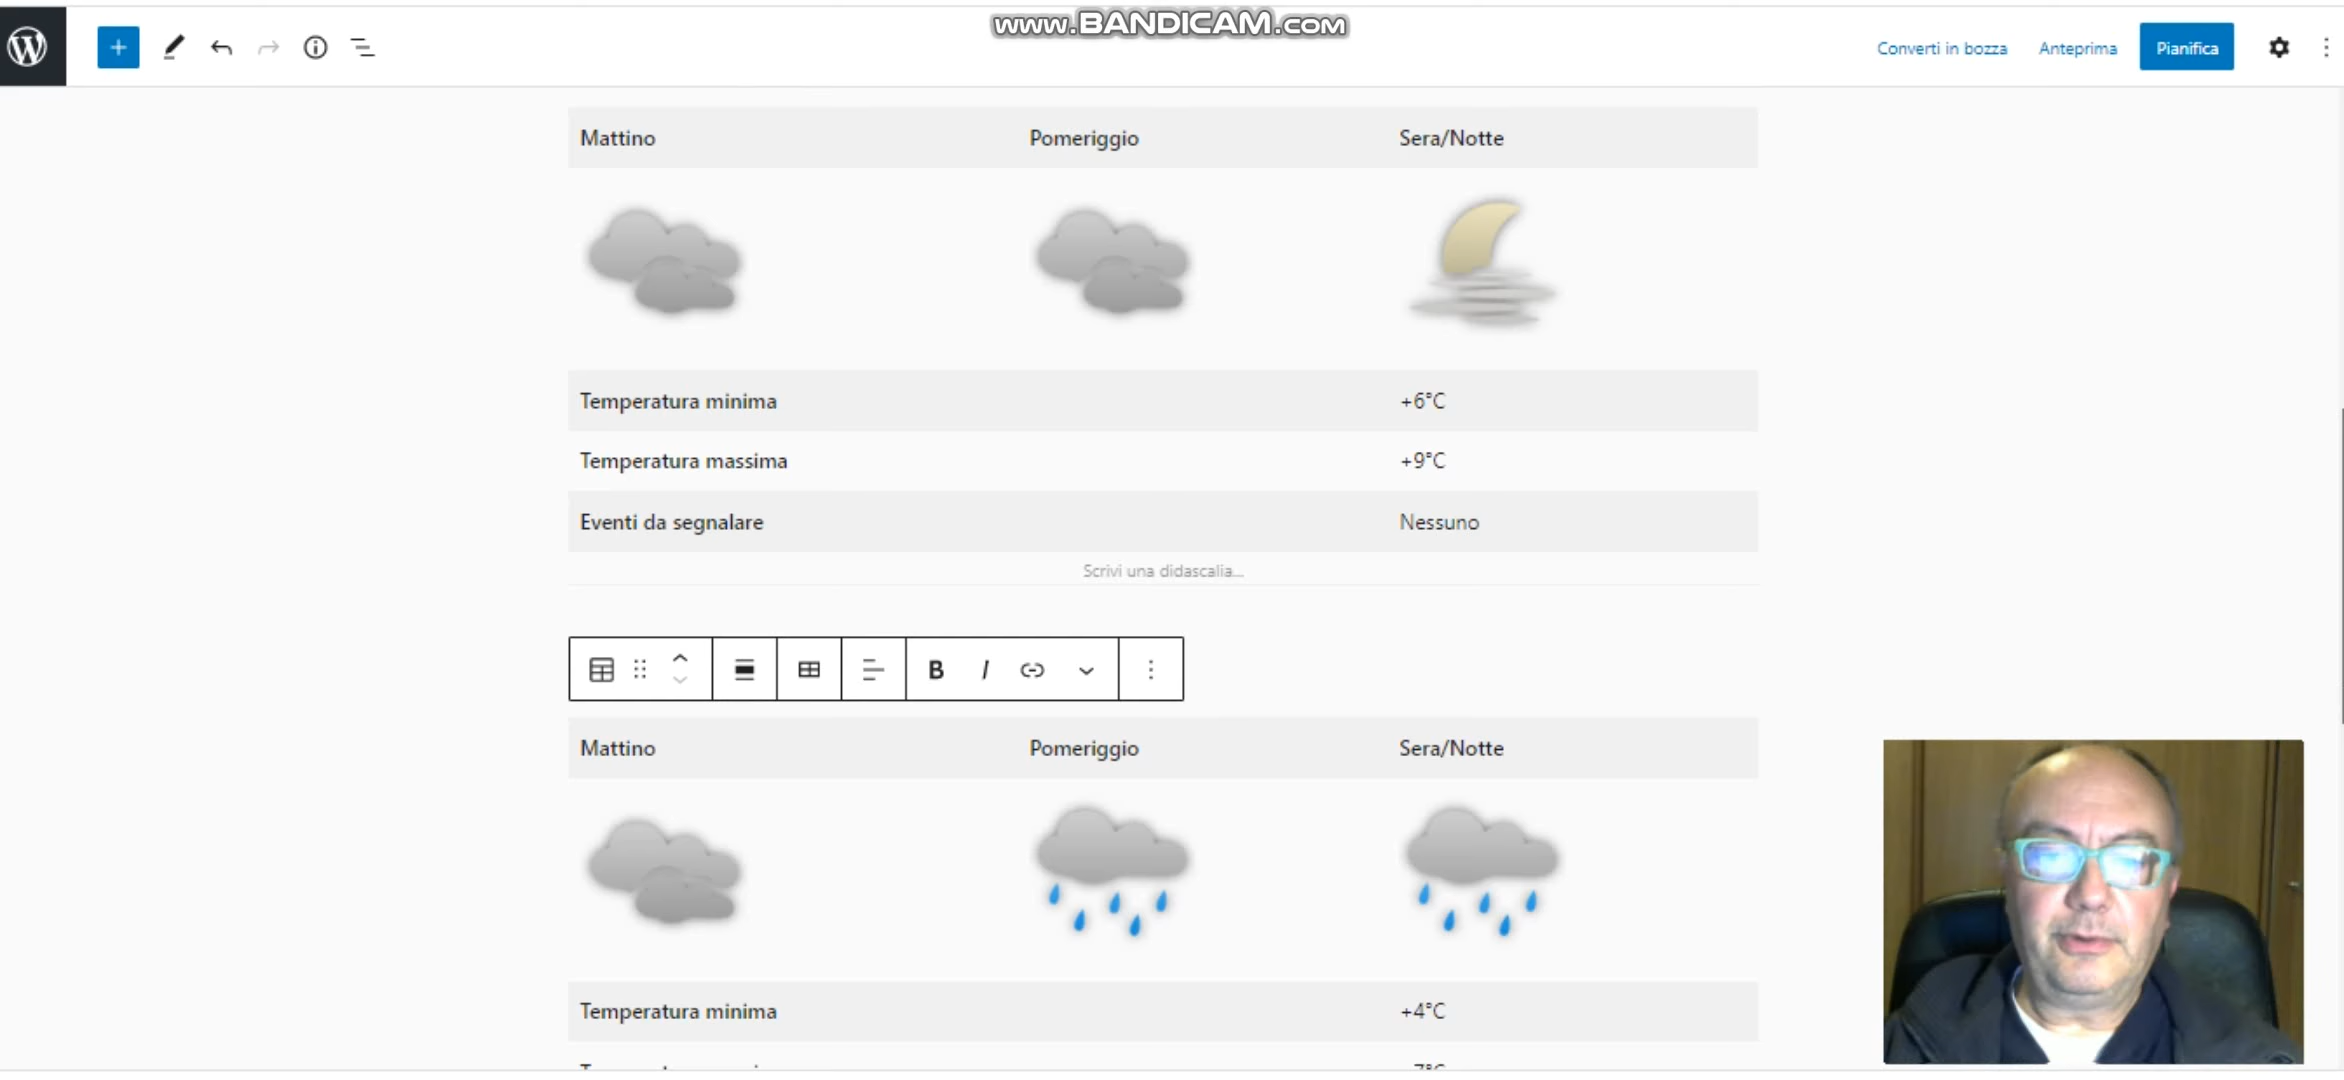 www.BANDICAM.com
Converti in bozza Anteprima Pianifica
Mattino Pomeriggio Sera/Notte
Temperatura minima +6°C
Temperatura massima +9°C
Eventi da segnalare Nessuno
Scrivi una didascalia...
B I
Mattino Pomeriggio Sera/Notte
Temperatura minima +4°C